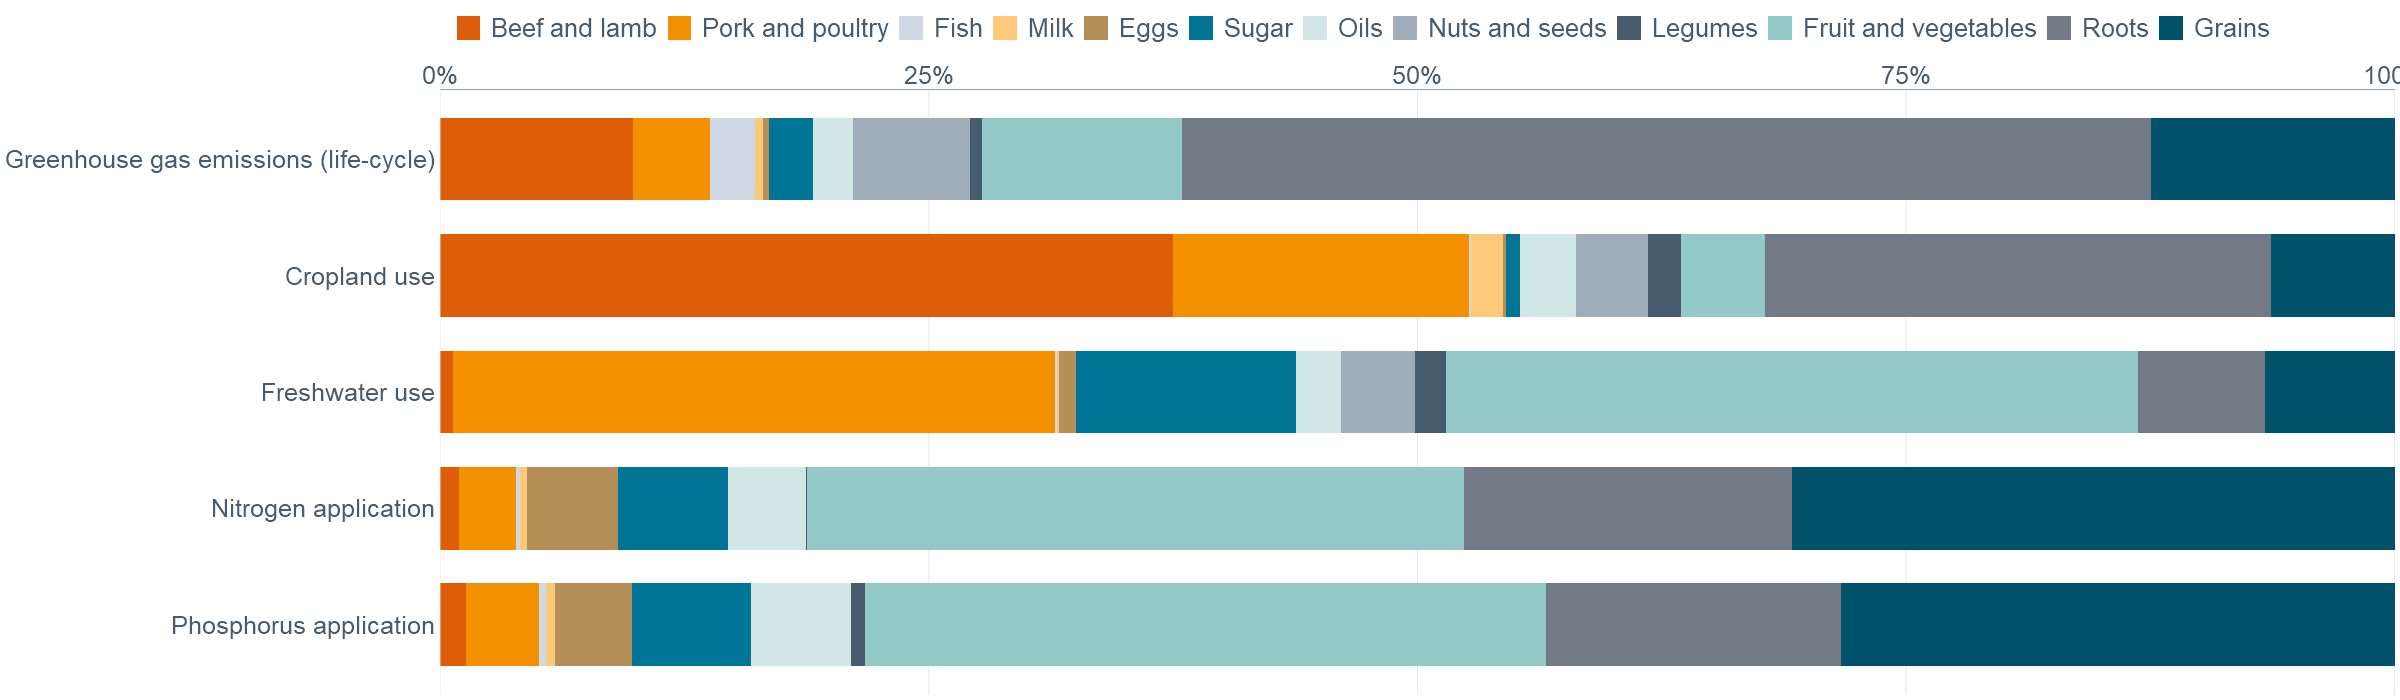 Beef and lamb Pork and poultry Fish Milk Eggs Sugar Oils Nuts and seeds Legumes Fruit and vegetables Roots Grains
0% 25% 50% 75% 100
Greenhouse gas emissions (life-cycle)
Cropland use
Freshwater use
Nitrogen application
Phosphorus application